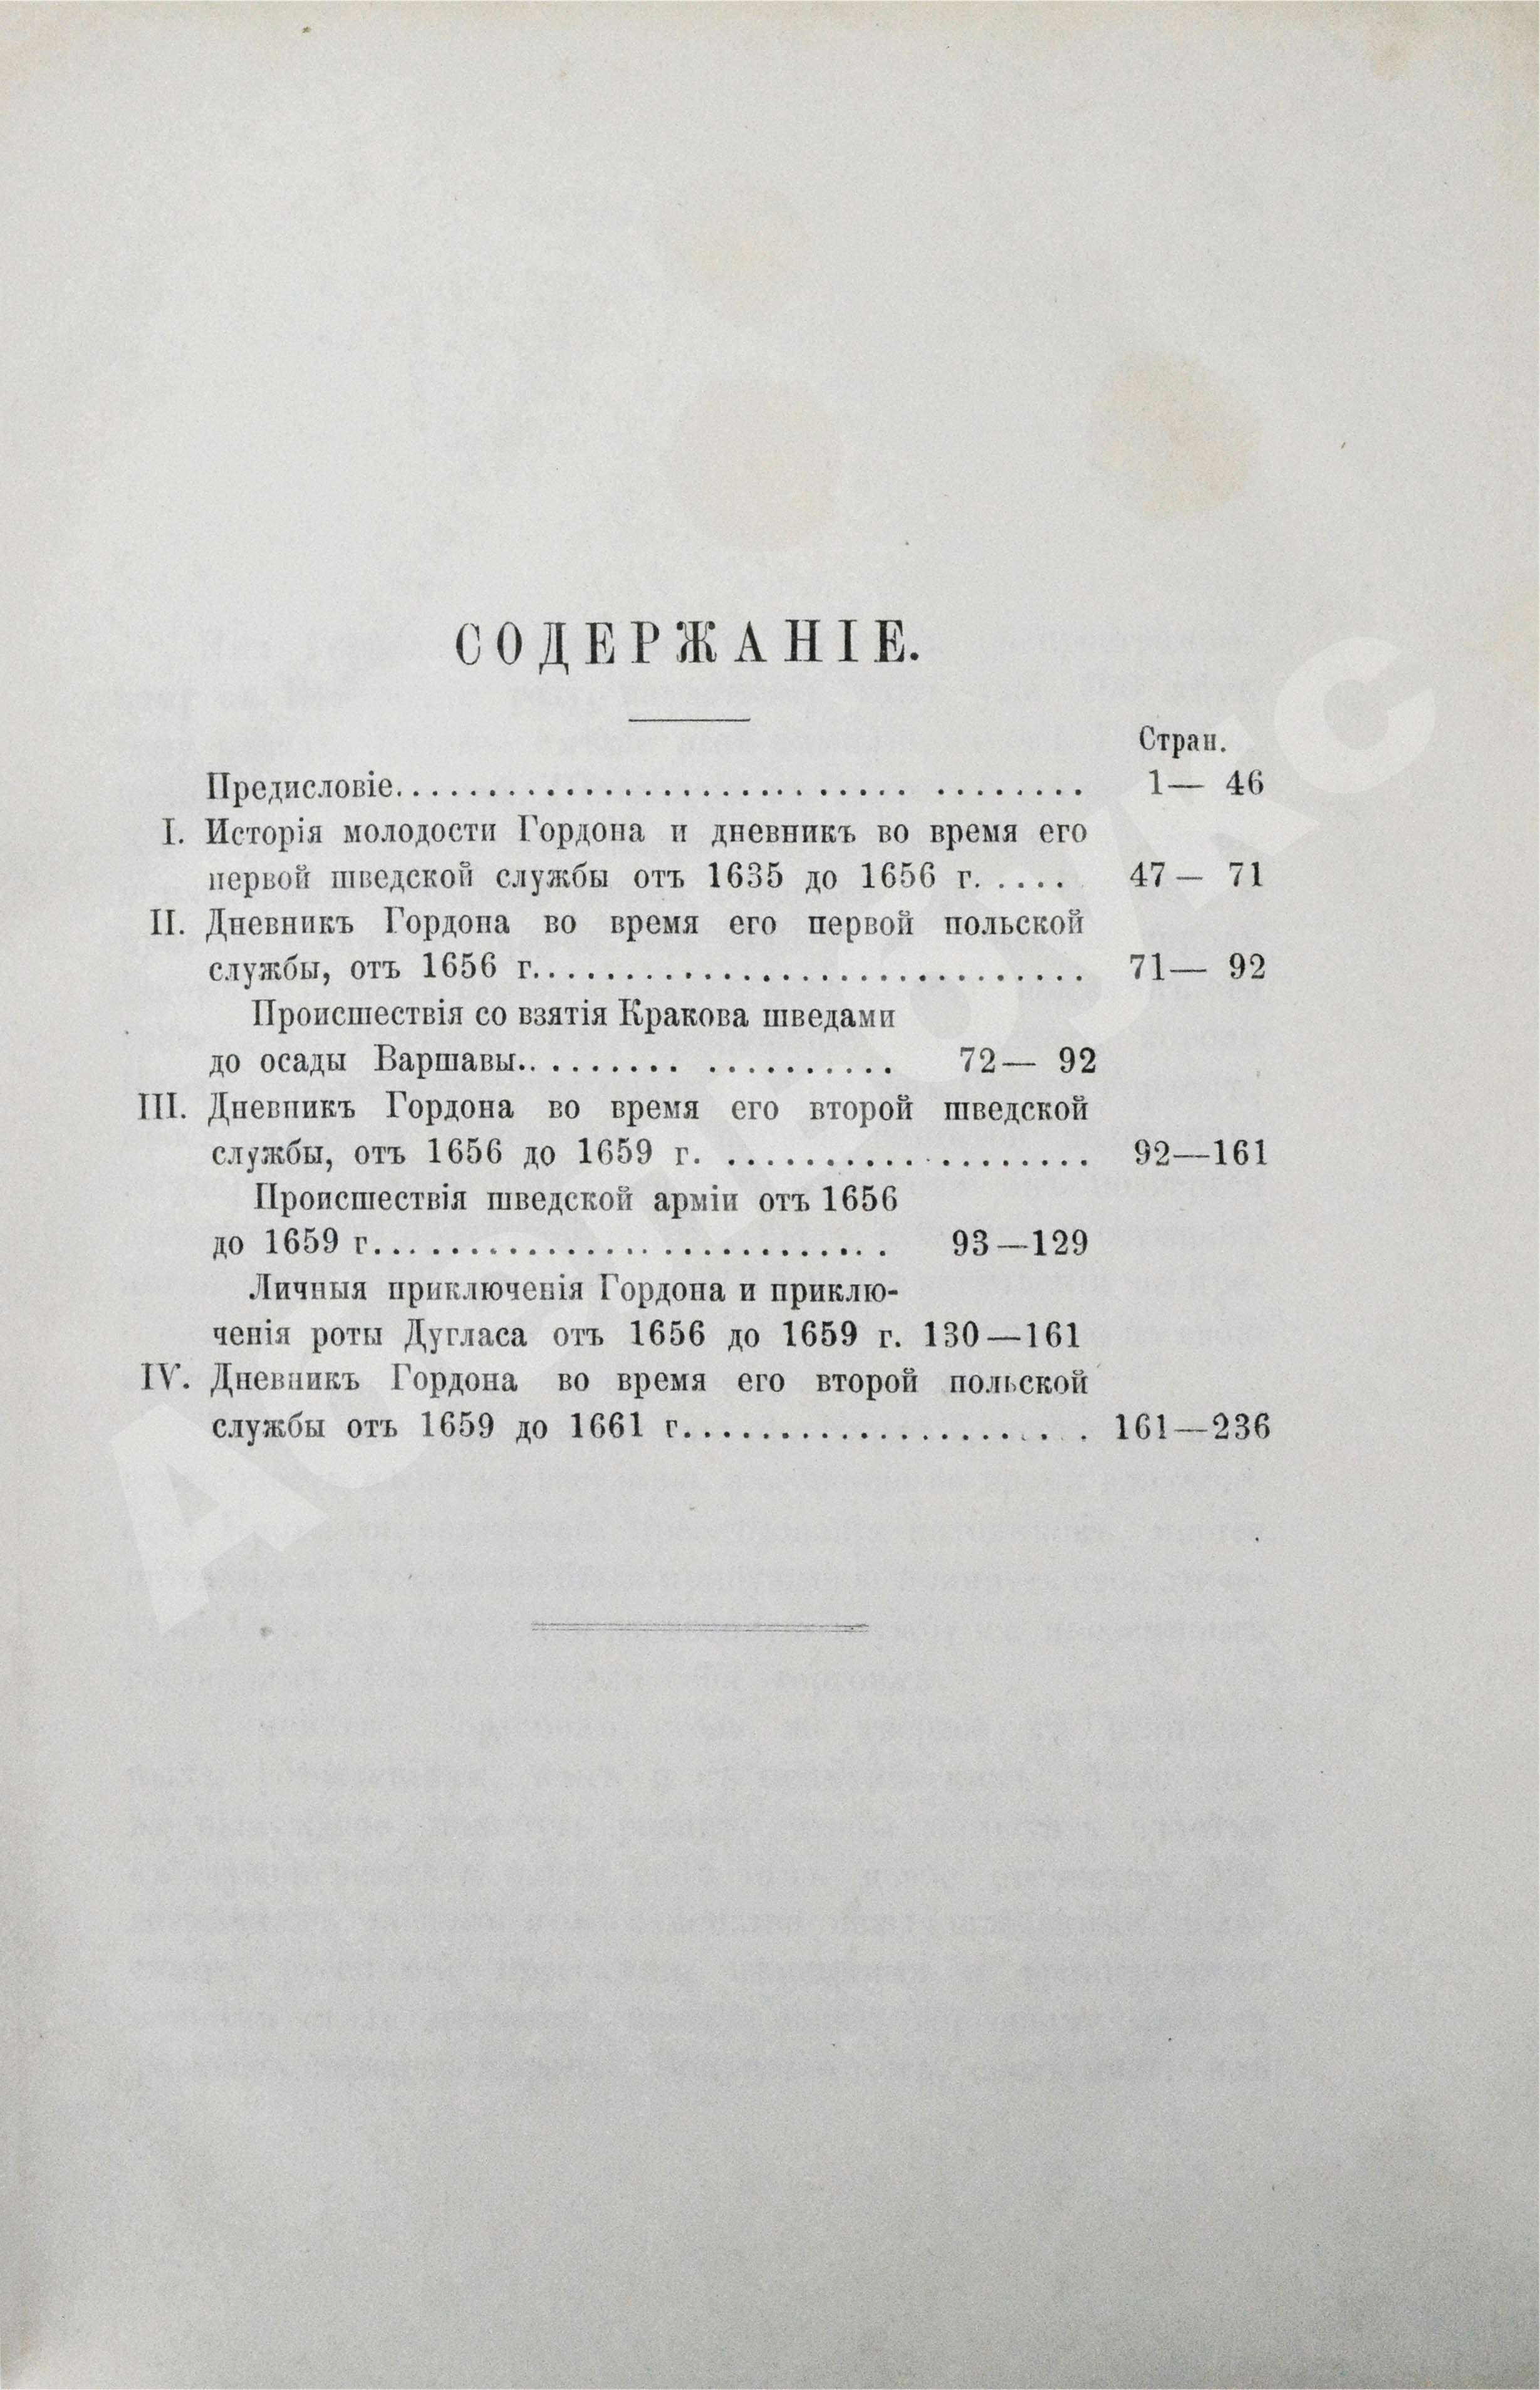 СОДЕРЖАНІЕ.
Стран.
Предисловіе. . . . . . . . . . . . . . . . . . . . . . . . . . . . . . . . . . . . 1— 46
I. Исторія молодости Гордона и дневникъ во время его
первой шведской службы отъ 1635 до 1656 г. . . . . 47— 71
II. Дневникъ Гордона во время его первой польской
службы, отъ 1656 г. . . . . . . . . . . . . . . . . . . . . . . . . . . . . 71— 92
Происшествія со взятія Кракова шведами
до осады Варшавы. . . . . . . . . . . . . . . . . . . . 72— 92
III. Дневникъ Гордона во время его второй шведской
службы, отъ 1656 до 1659 г. . . . . . . . . . . . . . . . . . . . 92—161
Происшествія шведской арміи отъ 1656
до 1659 г. . . . . . . . . . . . . . . . . . . . . . . . . . . 93—129
Личныя приключенія Гордона и приклю-
ченія роты Дугласа отъ 1656 до 1659 г. 130—161
IV. Дневникъ Гордона во время его второй польской
службы отъ 1659 до 1661 г. . . . . . . . . . . . . . . . . . . . . 161—236